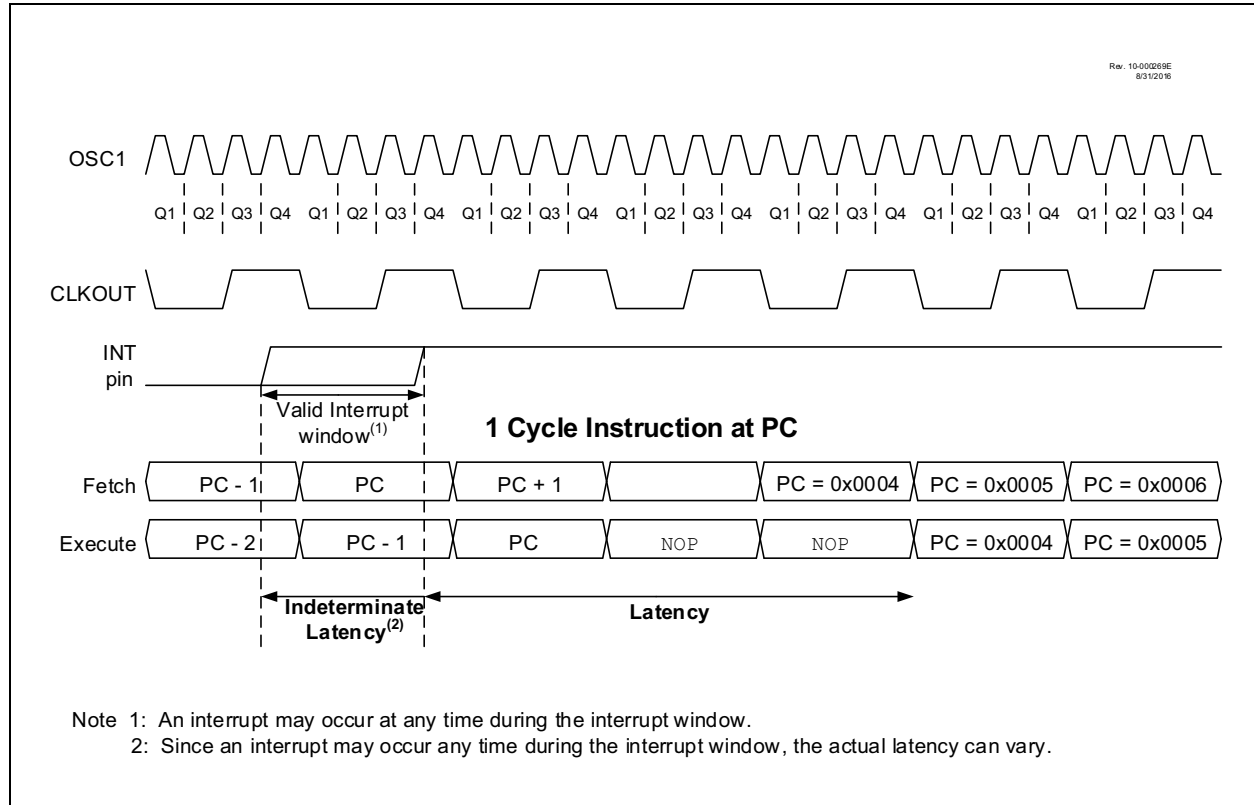 Rev. 10-000269E
8/31/2016
OSC1
Q1 Q2 Q3 Q4 Q1 Q2 Q3 Q4 Q1 Q2 Q3 Q4 Q1 Q2 Q3 Q4 Q1 Q2 Q3 Q4 Q1 Q2 Q3 Q4 Q1 Q2 Q3 Q4
CLKOUT
INT
pin
Valid Interrupt
window(1)
1 Cycle Instruction at PC
Fetch PC - 1 PC PC + 1 PC = 0x0004 PC = 0x0005 PC = 0x0006
Execute PC - 2 PC - 1 PC NOP NOP PC = 0x0004 PC = 0x0005
Indeterminate
Latency(2)
Latency
Note 1: An interrupt may occur at any time during the interrupt window.
2: Since an interrupt may occur any time during the interrupt window, the actual latency can vary.